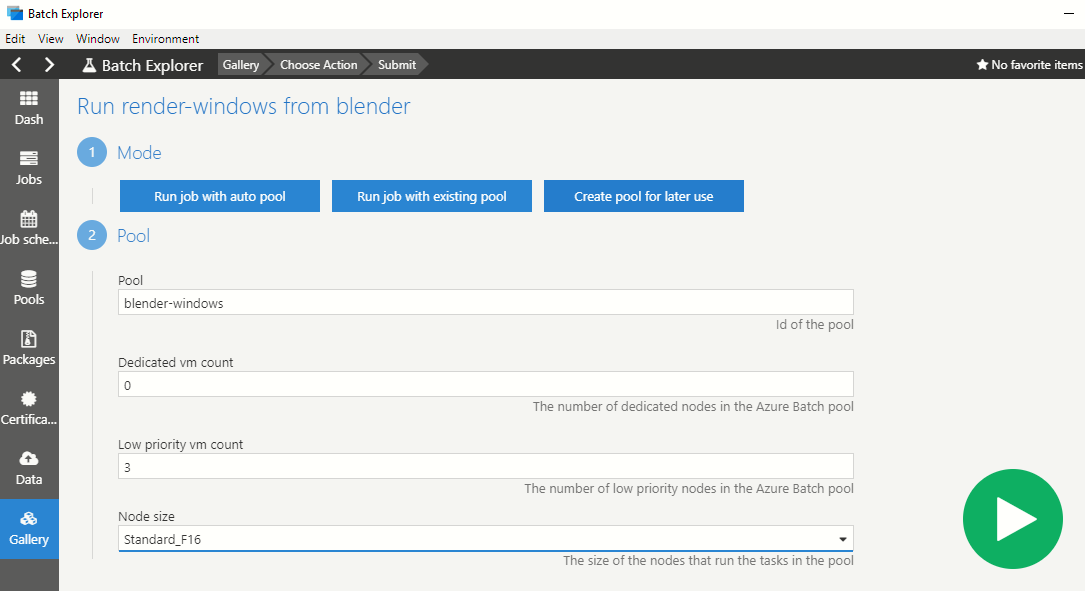 Batch Explorer
Edit View Window Environment
Batch Explorer Gallery Choose Action Submit No favorite items
Dash
Jobs
Job sche...
Pools
Packages
Certifica...
Data
Gallery
Run render-windows from blender
1 Mode
Run job with auto pool Run job with existing pool Create pool for later use
2 Pool
Pool
blender-windows
Id of the pool
Dedicated vm count
0
The number of dedicated nodes in the Azure Batch pool
Low priority vm count
3
The number of low priority nodes in the Azure Batch pool
Node size
Standard_F16
The size of the nodes that run the tasks in the pool